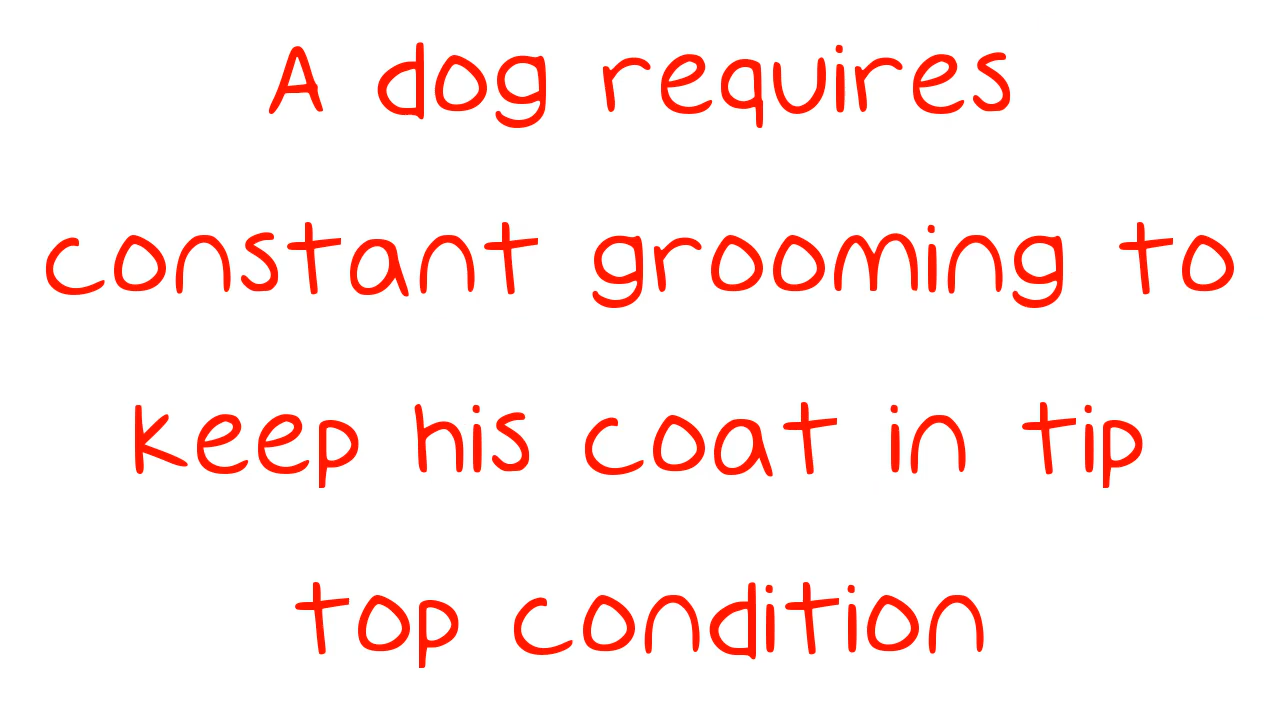 A dog requires
constant grooming to
keep his coat in tip
top condition